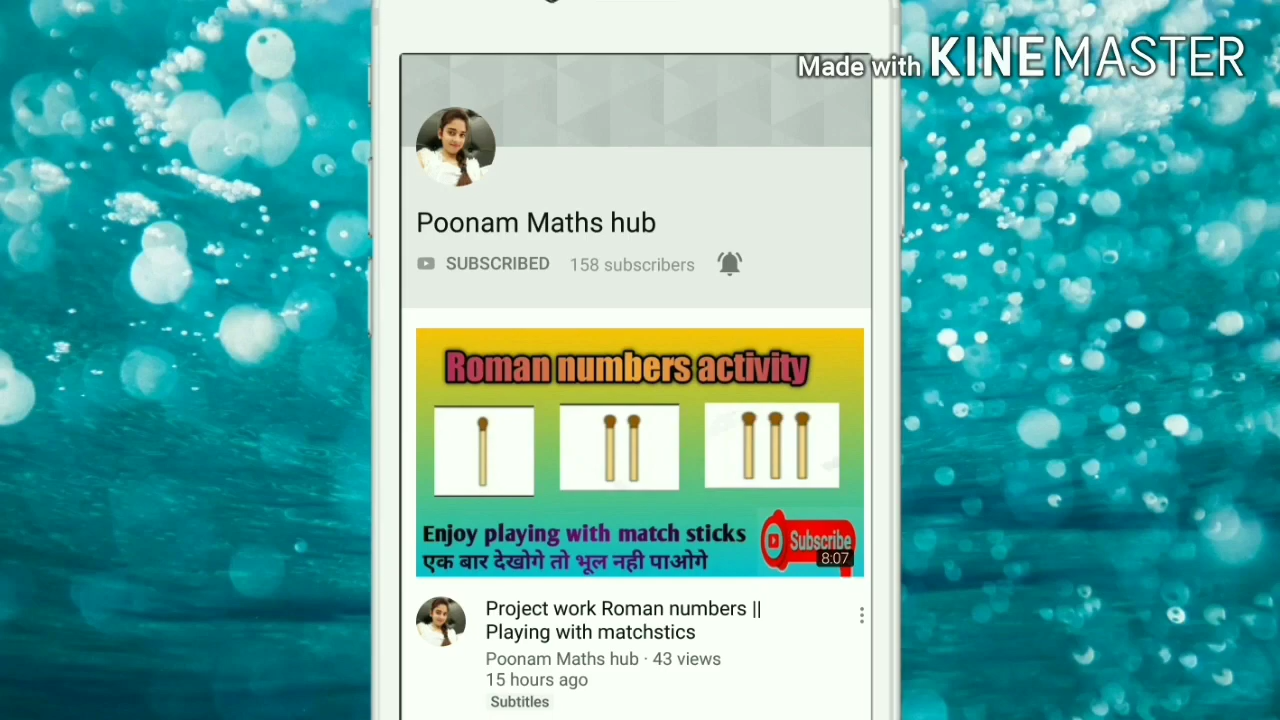 Made with KINEMASTER
Poonam Maths hub
SUBSCRIBED 158 subscribers
Roman numbers activity
Enjoy playing with match sticks
एक बार देखोगे तो भूल नही पाओगे
Subscribe
8:07
Project work Roman numbers ||
Playing with matchstics
Poonam Maths hub · 43 views
15 hours ago
Subtitles